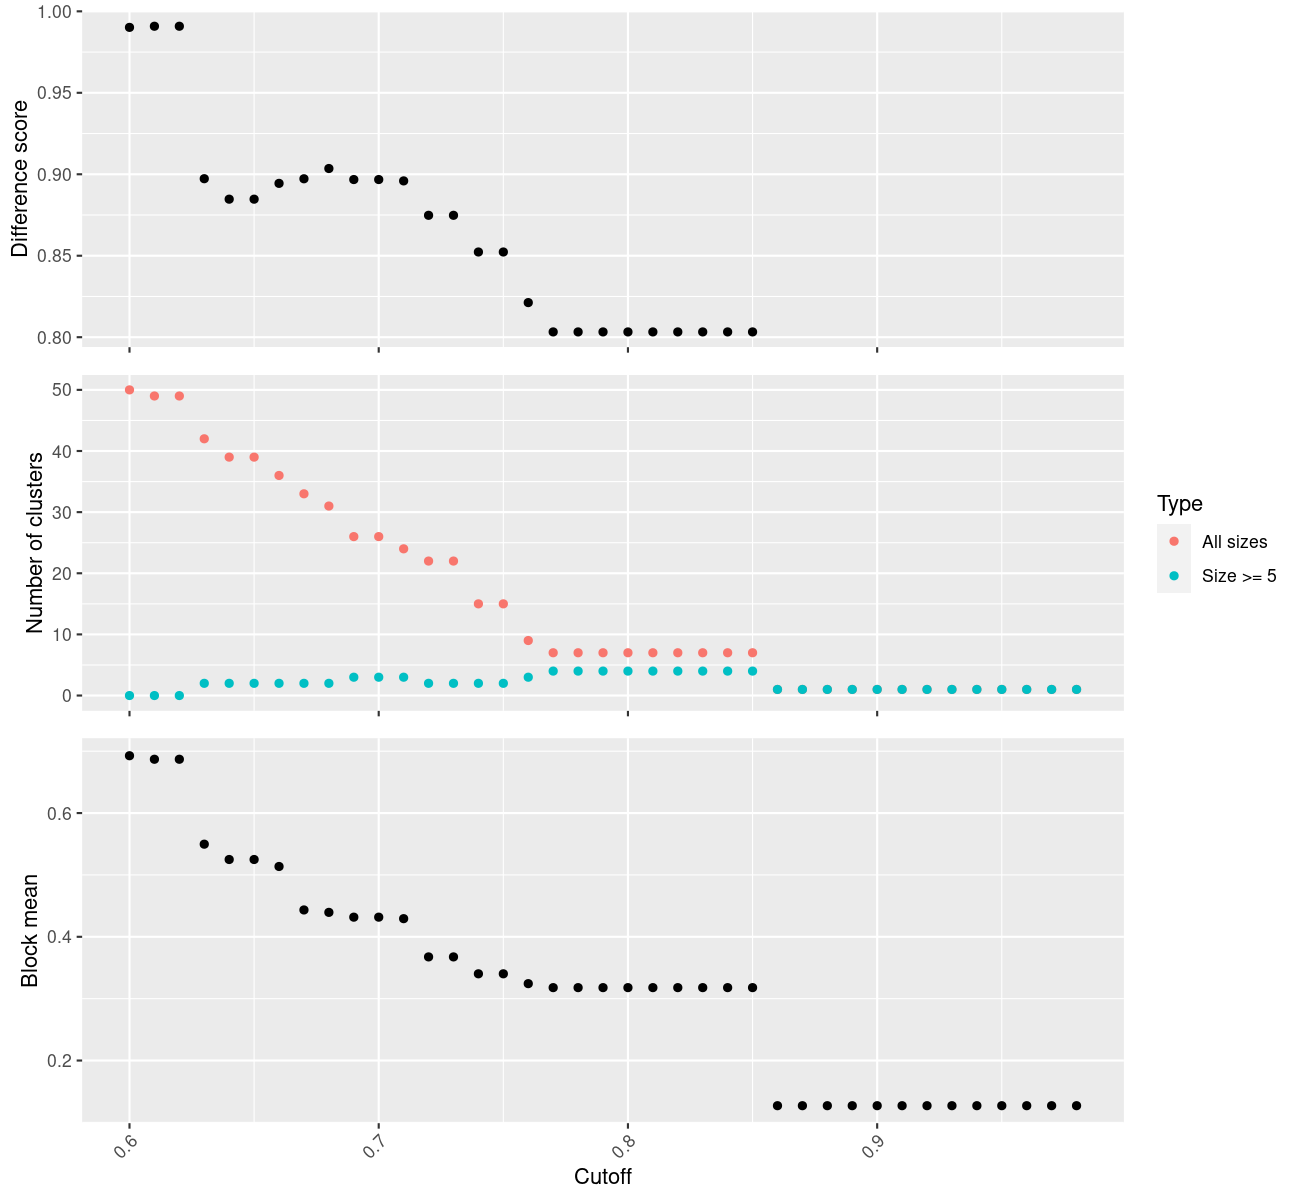 1.00
0.95
0.90
0.85
0.80
Difference score
50
40
30
20
10
0
Number of clusters
Type
All sizes
Size >= 5
0.6
0.4
0.2
Block mean
0.6 0.7 0.8 0.9
Cutoff